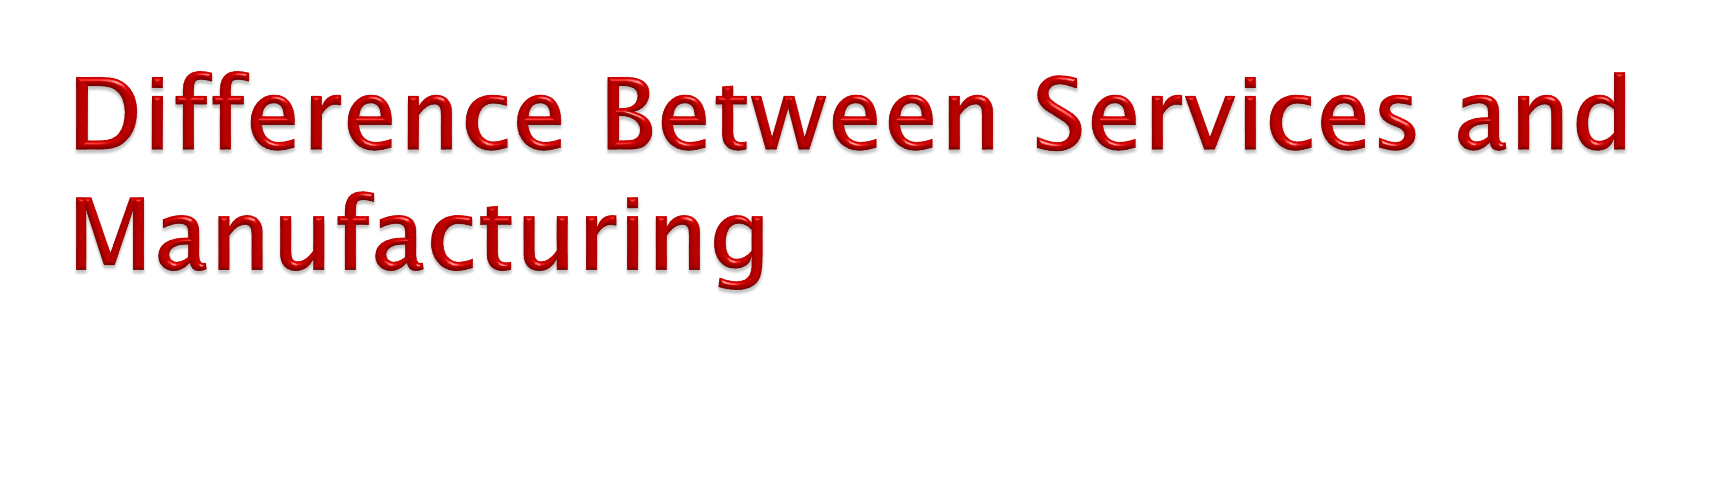 Difference Between Services and
Manufacturing